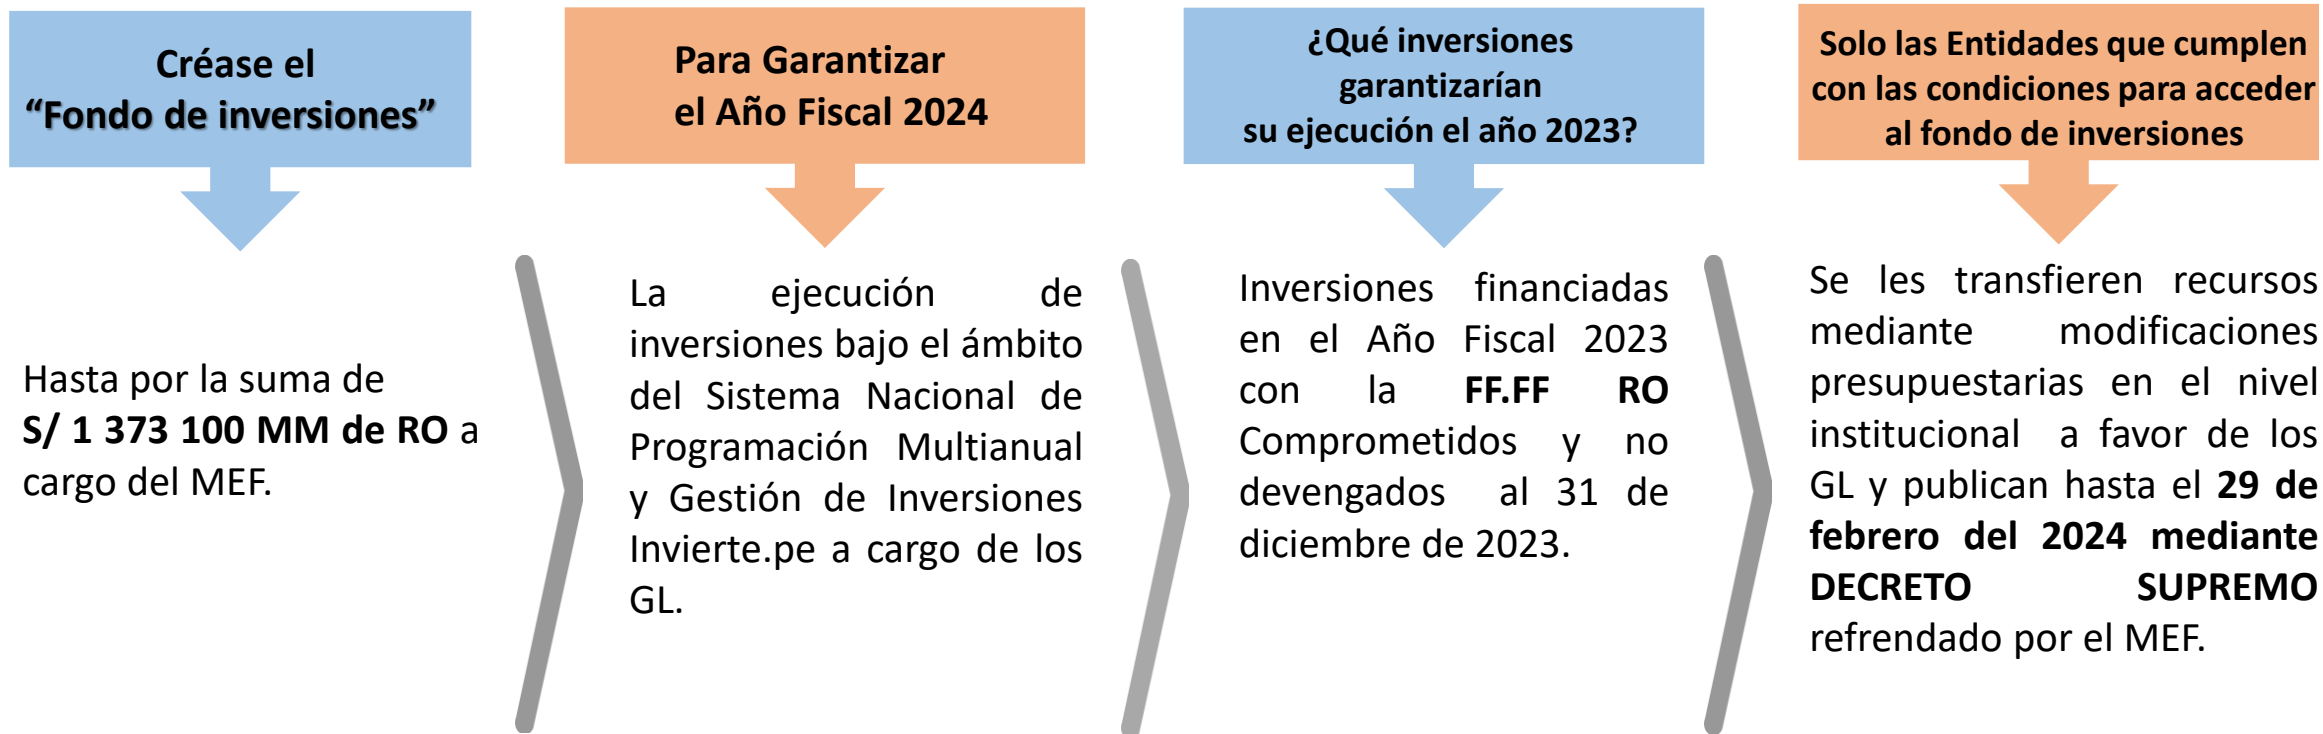 Créase el
“Fondo de inversiones”
Hasta por la suma de
S/ 1 373 100 MM de RO a
cargo del MEF.
Para Garantizar
el Año Fiscal 2024
La ejecución de
inversiones bajo el ámbito
del Sistema Nacional de
Programación Multianual
y Gestión de Inversiones
Invierte.pe a cargo de los
GL.
¿Qué inversiones
garantizarían
su ejecución el año 2023?
Inversiones financiadas
en el Año Fiscal 2023
con la FF.FF RO
Comprometidos y no
devengados al 31 de
diciembre de 2023.
Solo las Entidades que cumplen
con las condiciones para acceder
al fondo de inversiones
Se les transfieren recursos
mediante modificaciones
presupuestarias en el nivel
institucional a favor de los
GL y publican hasta el 29 de
febrero del 2024 mediante
DECRETO SUPREMO
refrendado por el MEF.